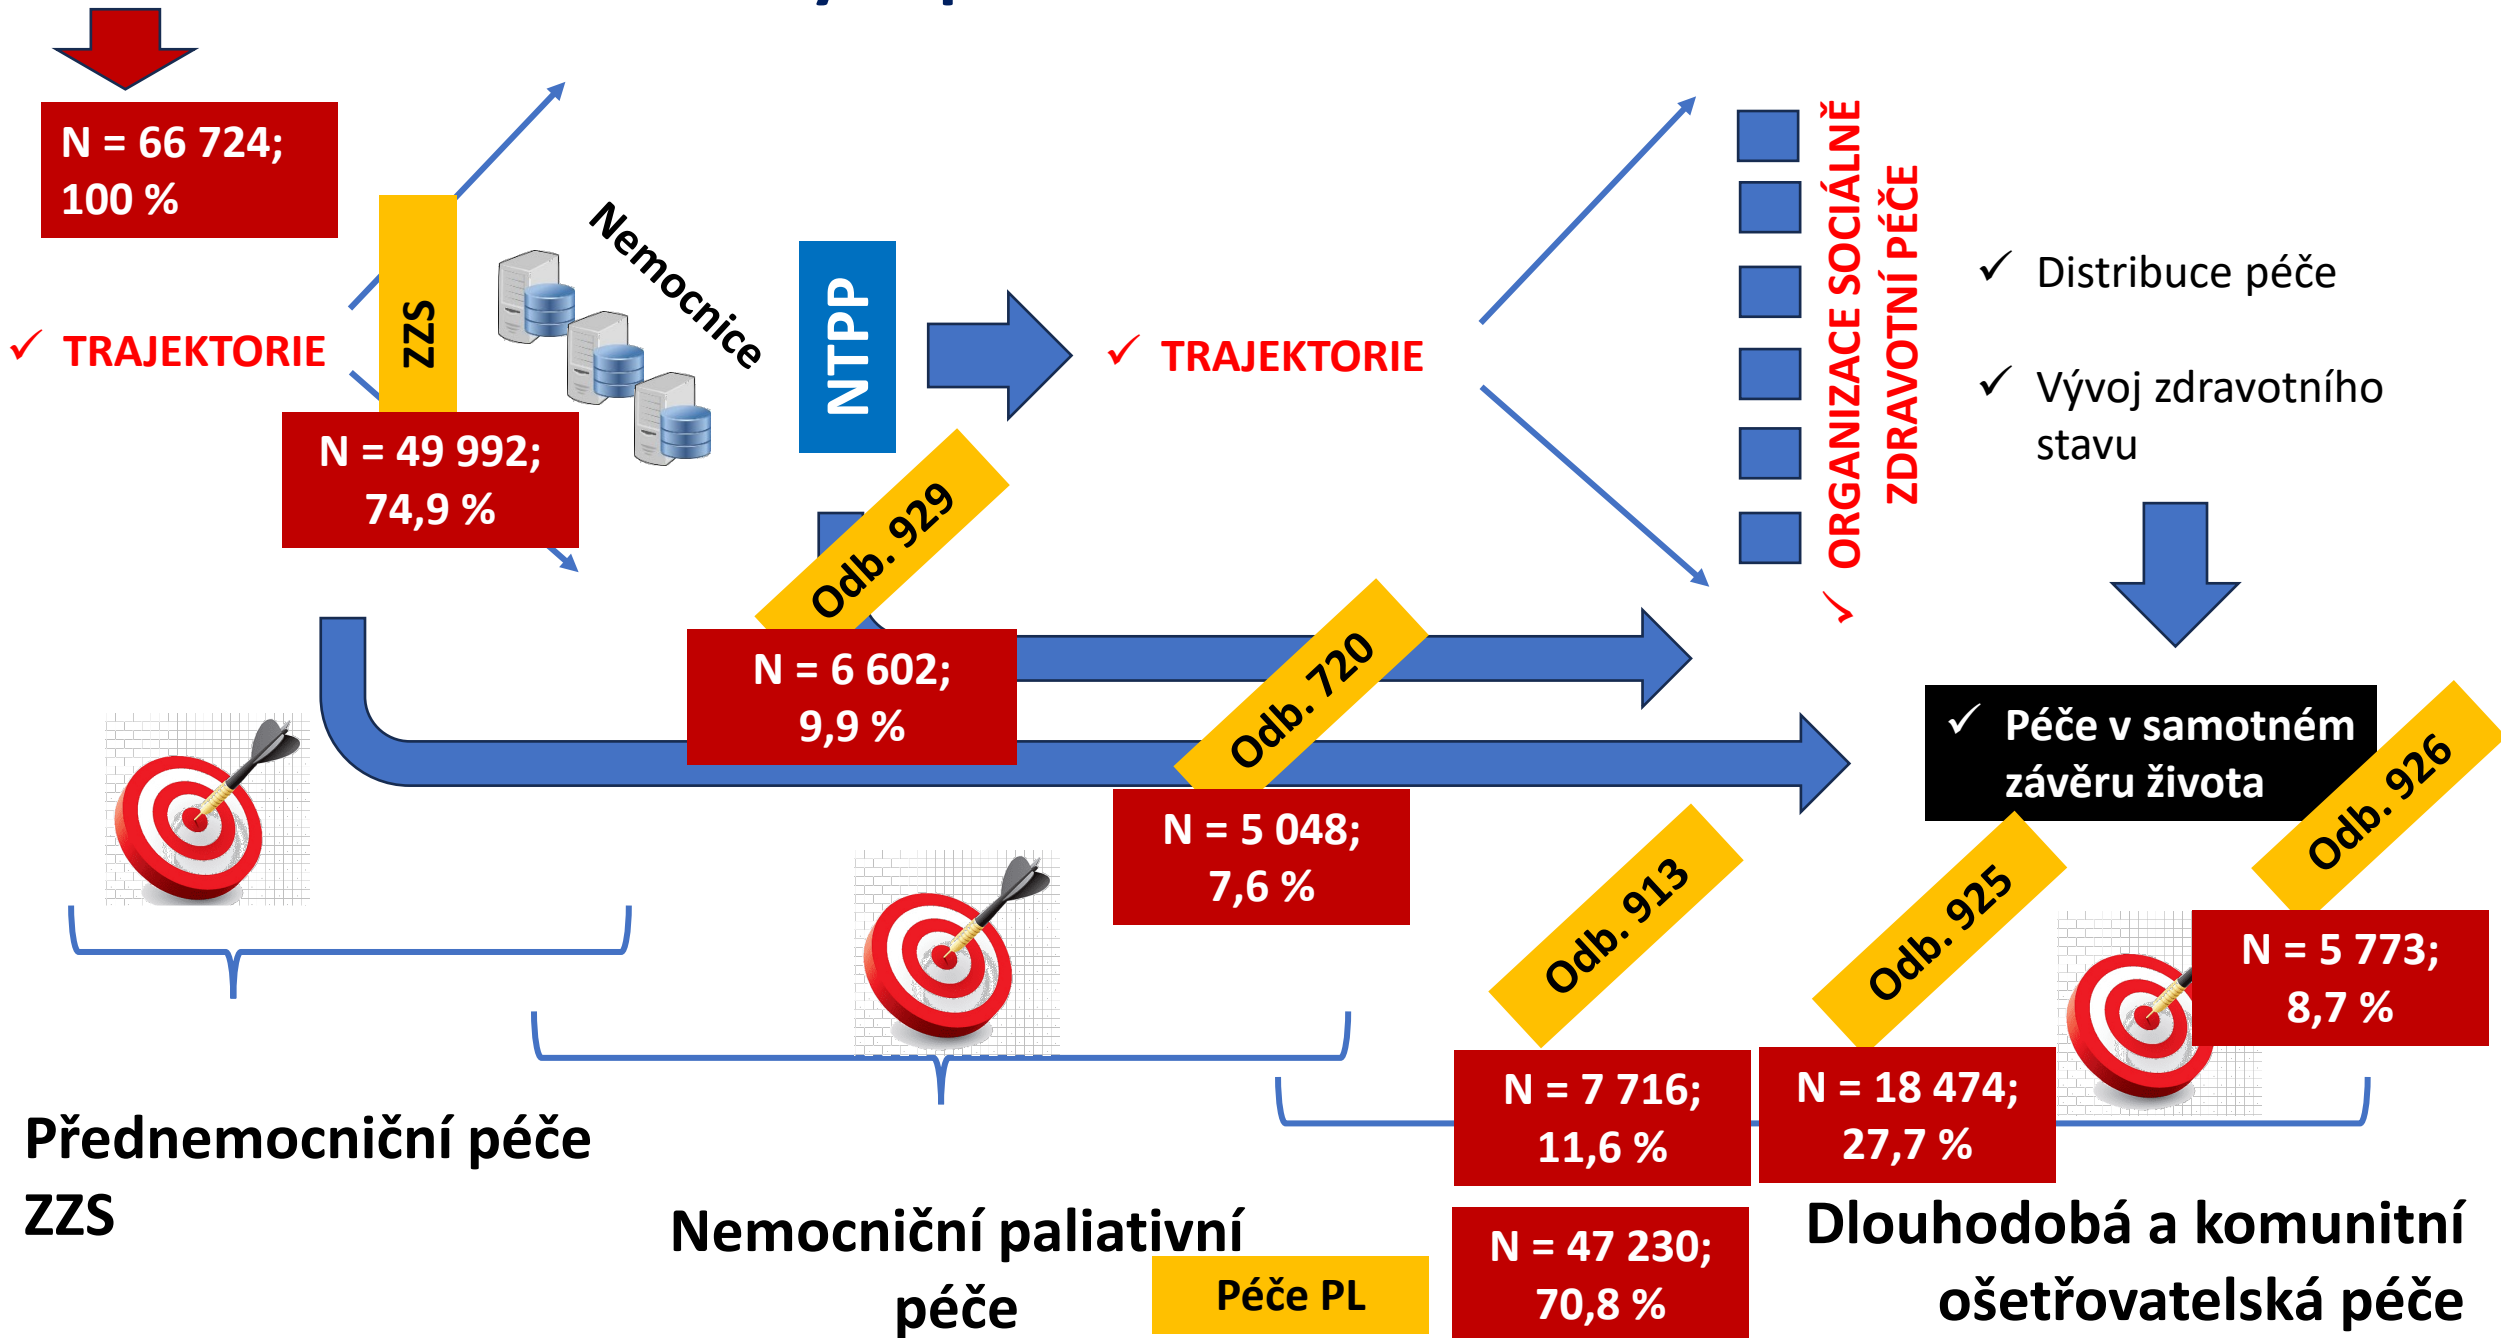 N = 66 724;
100 %
✓ TRAJEKTORIE
ZZS
N = 49 992;
74,9 %
Nemocnice
NTPP
✓ TRAJEKTORIE
✓ ORGANIZACE SOCIÁLNĚ
ZDRAVOTNÍ PÉČE
✓ Distribuce péče
✓ Vývoj zdravotního
stavu
Odb. 929
N = 6 602;
9,9 %
Odb. 720
N = 5 048;
7,6 %
✓ Péče v samotném
závěru života
Odb. 913
N = 7 716;
11,6 %
Odb. 925
N = 18 474;
27,7 %
Odb. 926
N = 5 773;
8,7 %
Přednemocniční péče
ZZS
Nemocniční paliativní
péče
Péče PL
N = 47 230;
70,8 %
Dlouhodobá a komunitní
ošetřovatelská péče